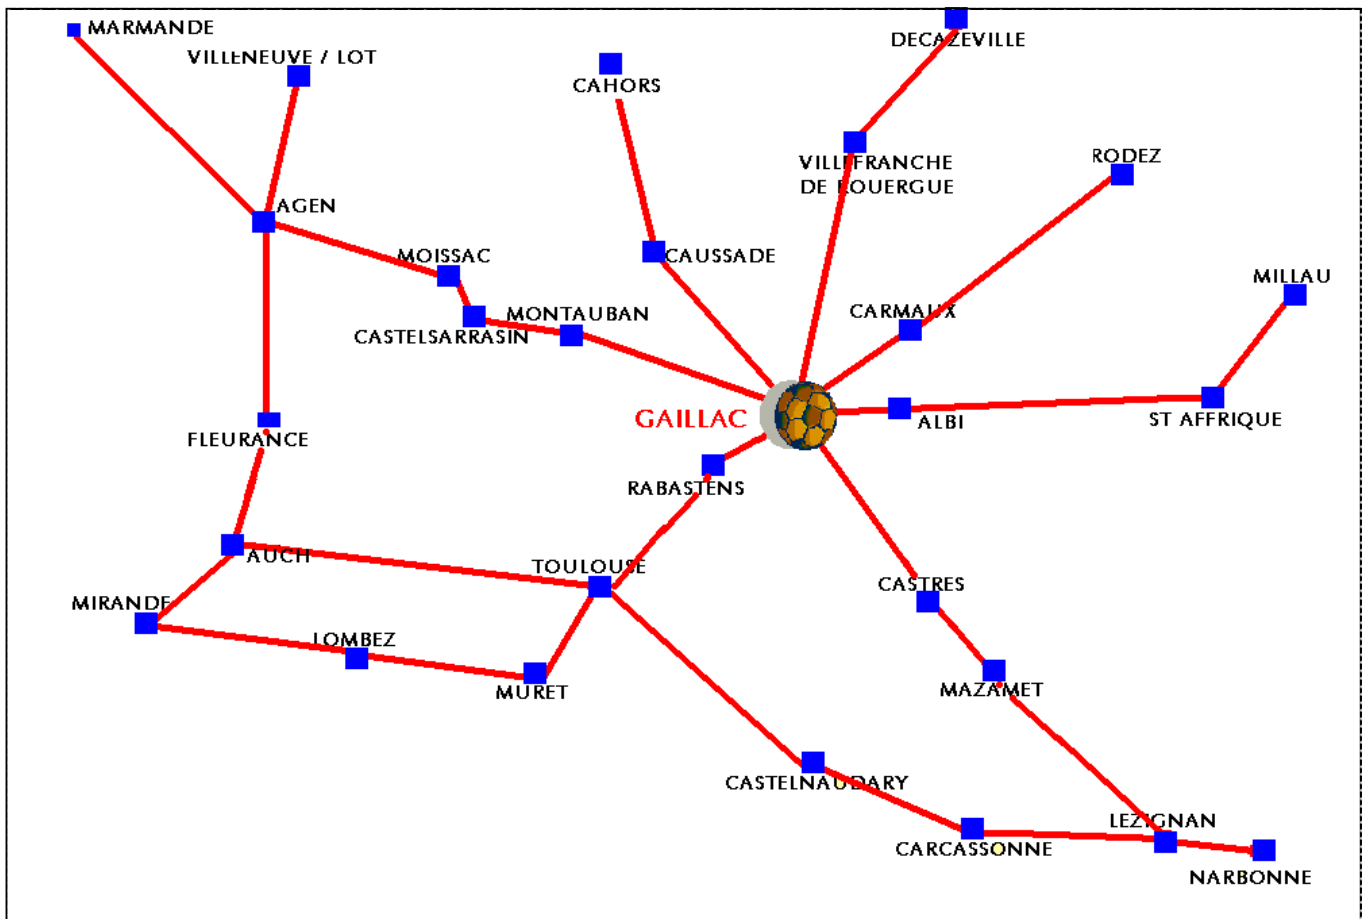 MARMANDE
VILLENEUVE / LOT
CAHORS
DECAZEVILLE
VILLEFRANCHE
DE ROUERGUE
RODEZ
AGEN
MOISSAC
CAUSSADE
MILLAU
CASTELSARRASIN
MONTAUBAN
CARMAUX
GAILLAC
ALBI
ST AFFRIQUE
FLEURANCE
RABASTENS
AUCH
TOULOUSE
CASTRES
MIRANDE
LOMBEZ
MURET
MAZAMET
CASTELNAUDARY
LEZIGNAN
CARCASSONNE
NARBONNE